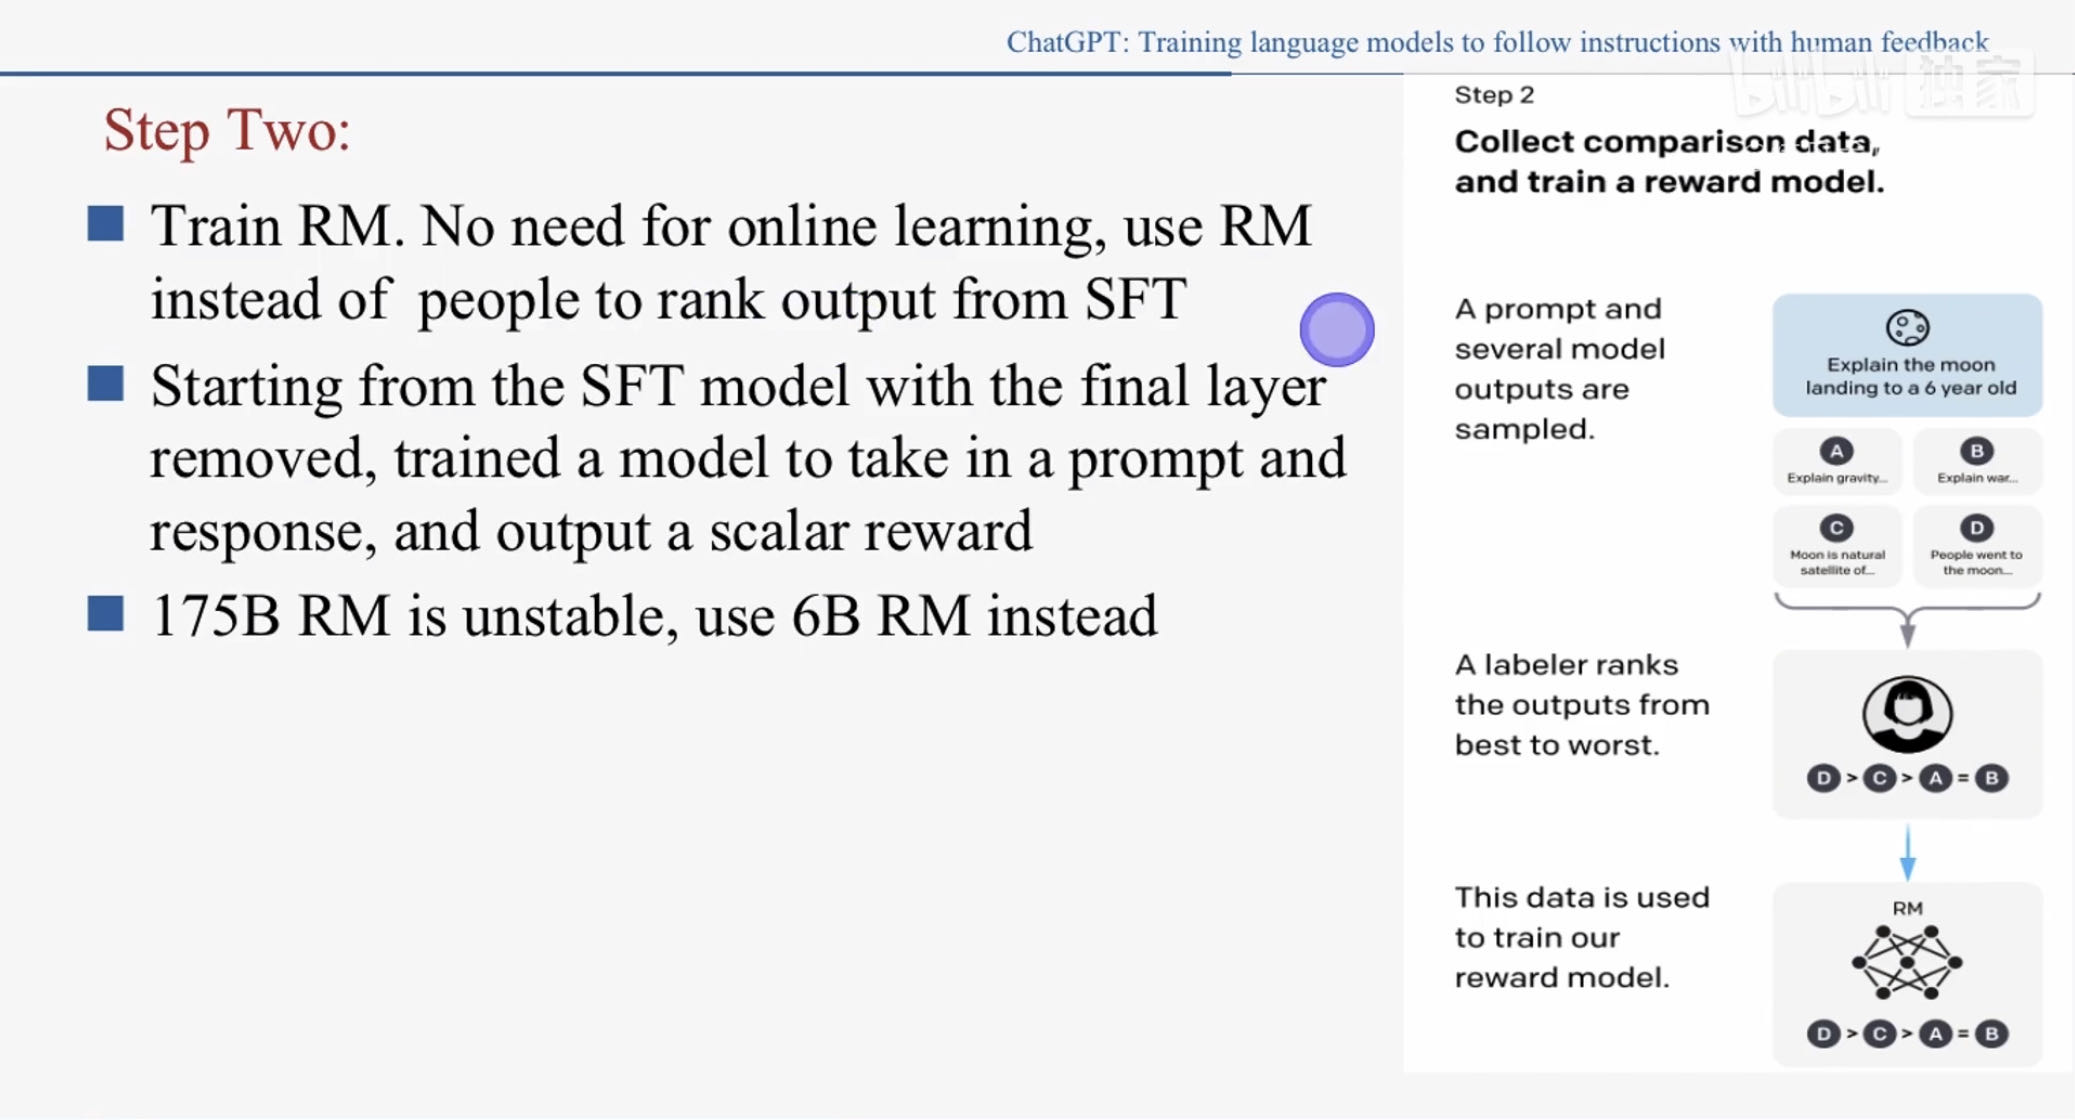 ChatGPT: Training language models to follow instructions with human feedback
bilibili 独家
Step Two:
Train RM. No need for online learning, use RM
instead of people to rank output from SFT
Starting from the SFT model with the final layer
removed, trained a model to take in a prompt and
response, and output a scalar reward
175B RM is unstable, use 6B RM instead
Step 2
Collect comparison data,
and train a reward model.
A prompt and
several model
outputs are
sampled.
Explain the moon
landing to a 6 year old
A
Explain gravity...
B
Explain war...
C
Moon is natural
satellite of...
D
People went to
the moon...
A labeler ranks
the outputs from
best to worst.
D > C > A = B
This data is used
to train our
reward model.
RM
D > C > A = B